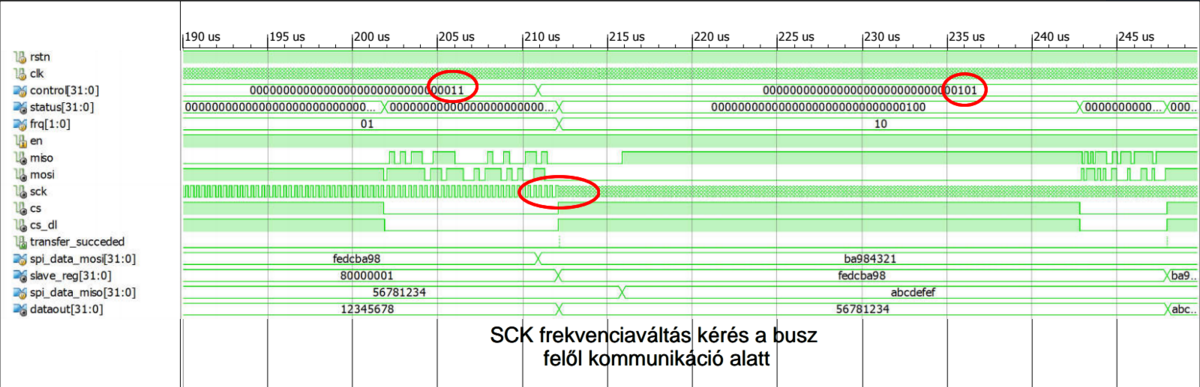 190 us 195 us 200 us 205 us 210 us 215 us 220 us 225 us 230 us 235 us 240 us 245 us
rstn
clk
control[31:0] 00000000000000000000000000000011 00000000000000000000000000000101
status[31:0] 000000000000000000000000000... 000000000000000000000000... 00000000000000000000000000000100 0000000000... 000...
frq[1:0] 01 10
en
miso
mosi
sck
cs
cs_dl
transfer_succeded
spi_data_mosi[31:0] fedcba98 ba984321
slave_reg[31:0] 80000001 fedcba98 ba9...
spi_data_miso[31:0] 56781234 abcdefef
dataout[31:0] 12345678 56781234 abc...
SCK frekvenciaváltás kérés a busz
felől kommunikáció alatt